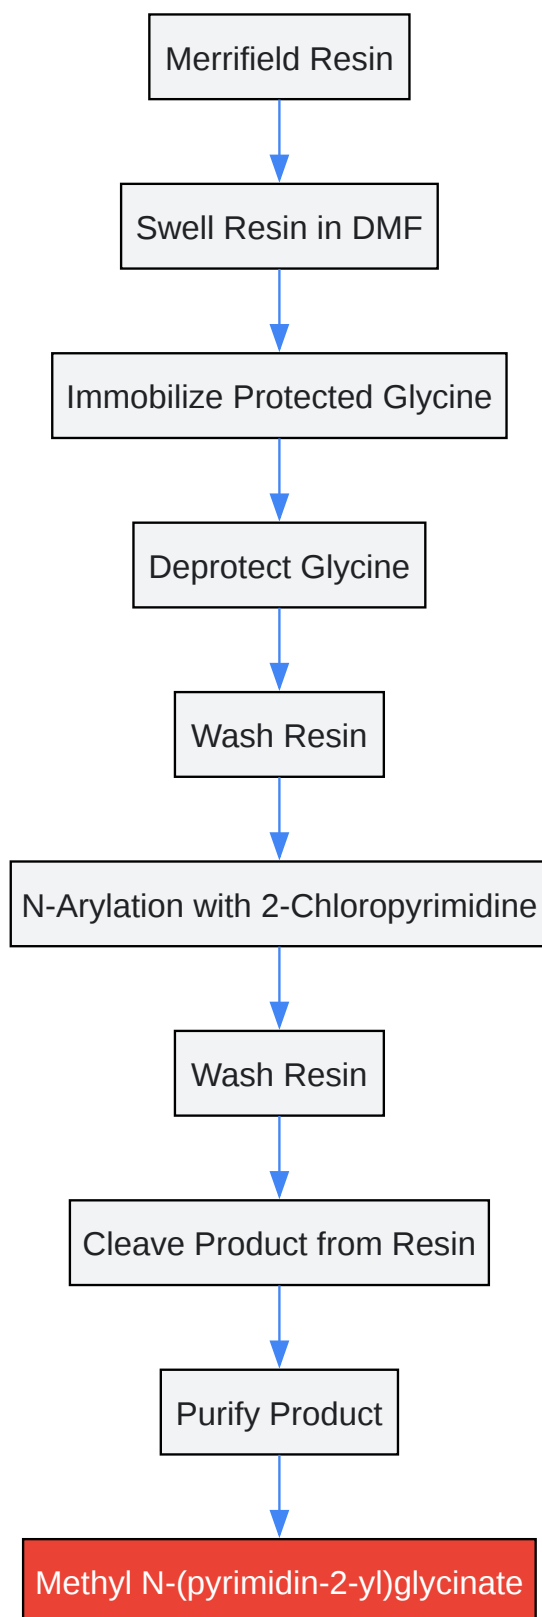 Merrifield Resin
Swell Resin in DMF
Immobilize Protected Glycine
Deprotect Glycine
Wash Resin
N-Arylation with 2-Chloropyrimidine
Wash Resin
Cleave Product from Resin
Purify Product
Methyl N-(pyrimidin-2-yl)glycinate